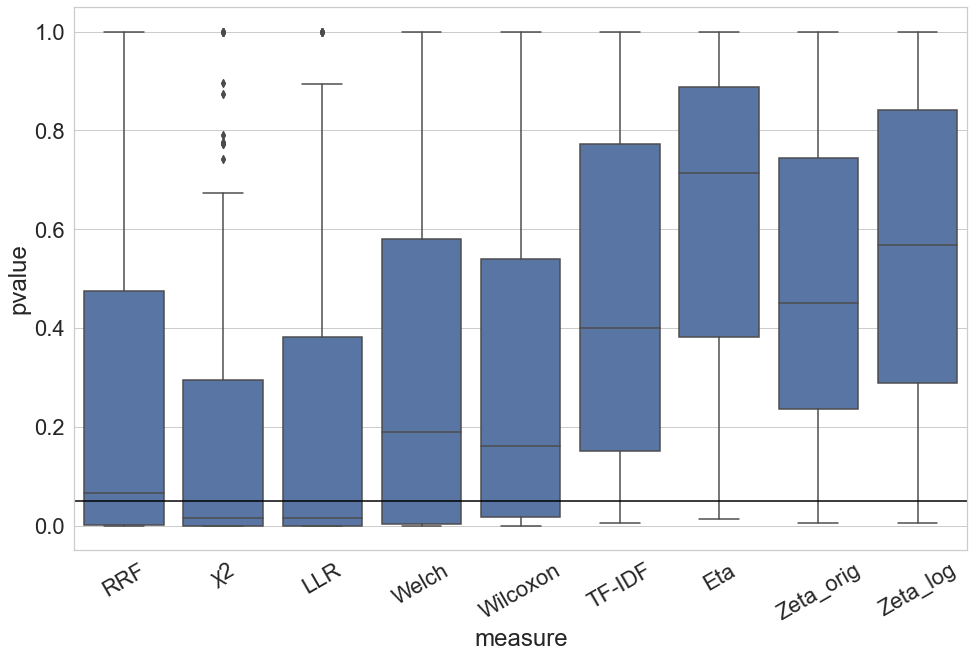 1.0
0.8
0.6
0.4
0.2
0.0
pvalue
RRF
χ2
LLR
Welch
Wilcoxon
TF-IDF
Eta
Zeta_orig
Zeta_log
measure